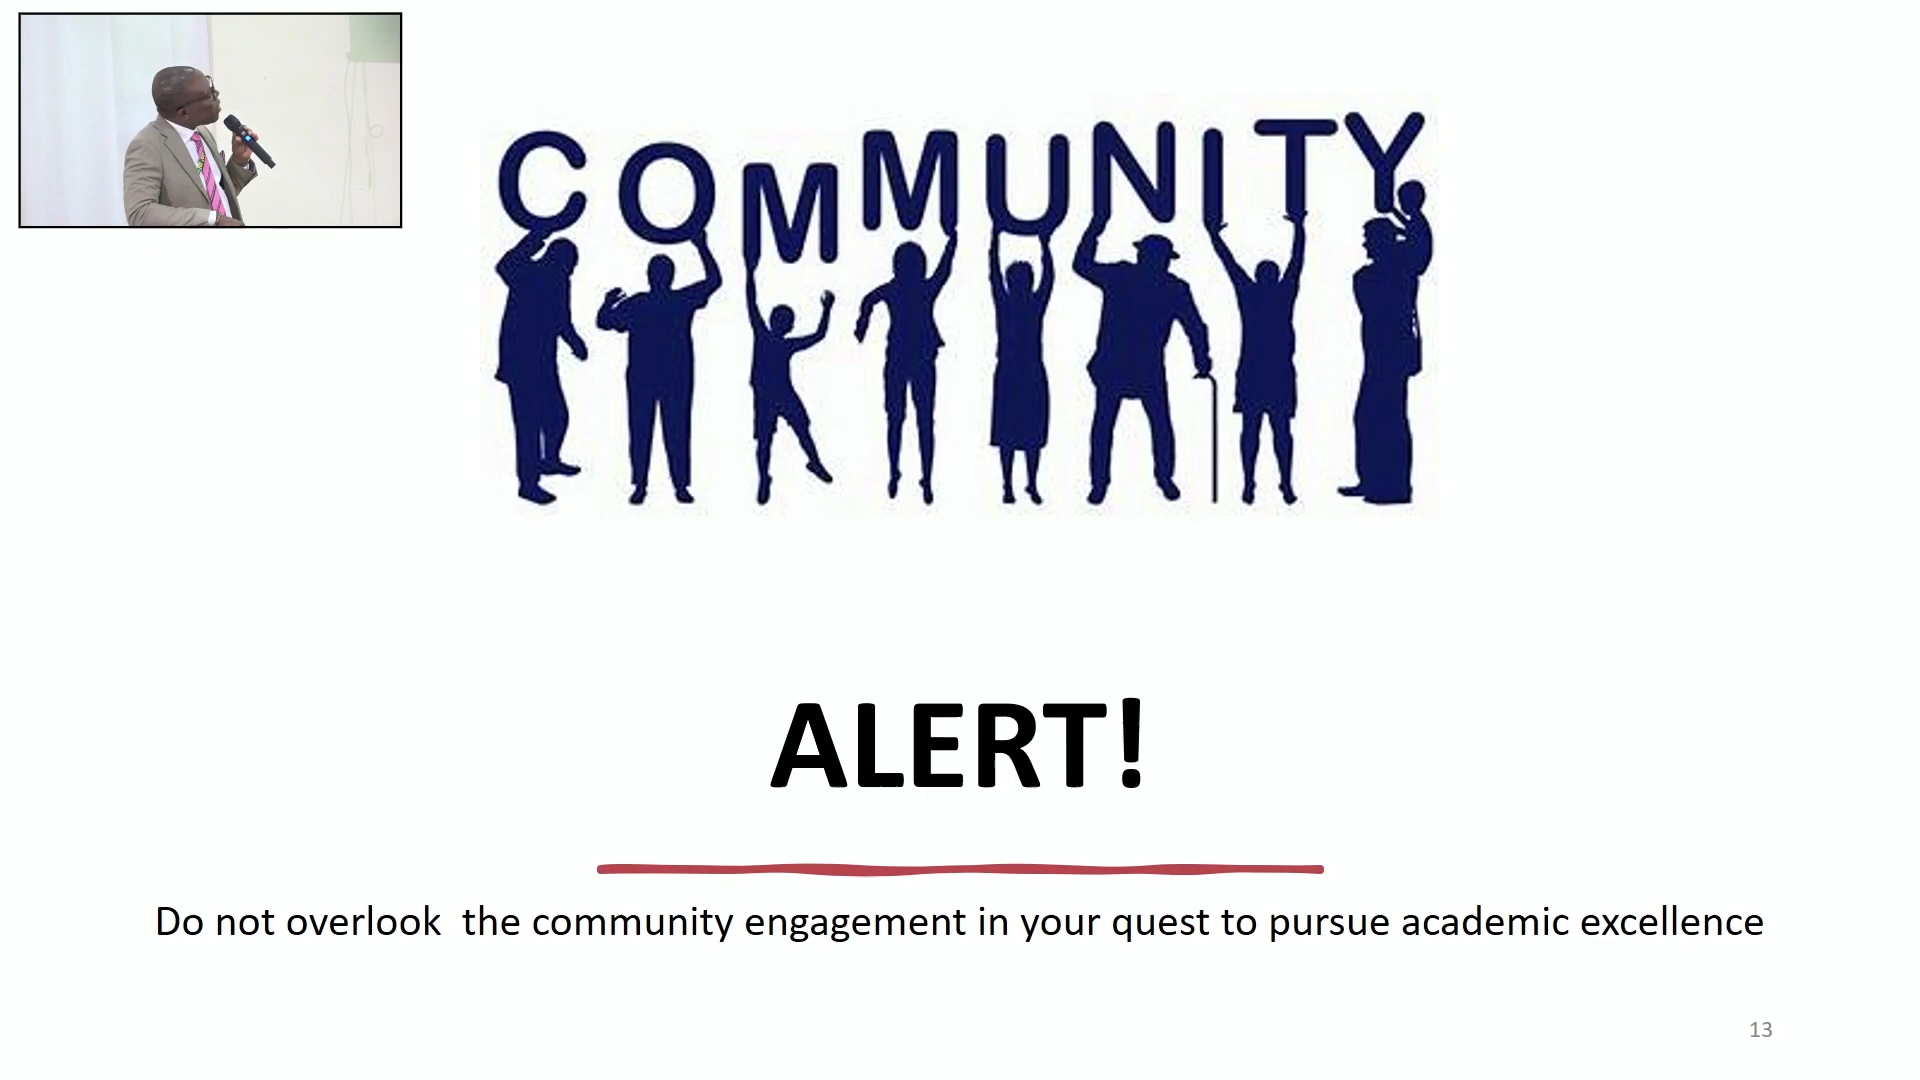 COMMUNITY
ALERT!
Do not overlook  the community engagement in your quest to pursue academic excellence
13